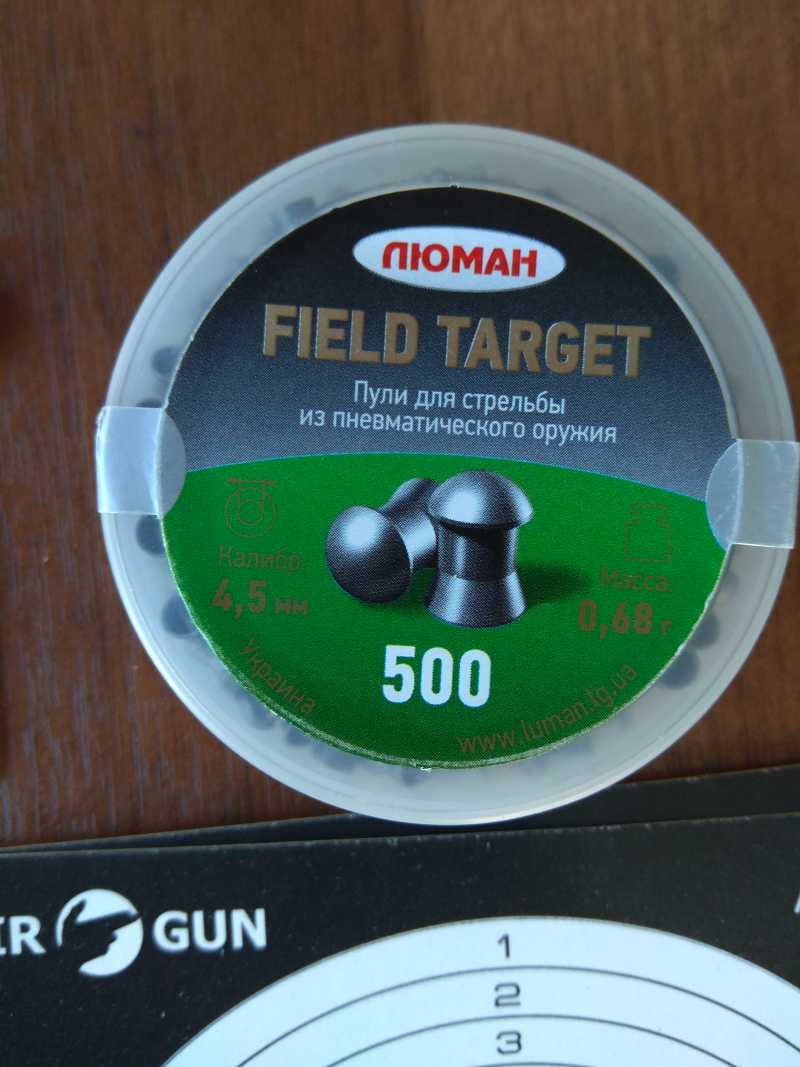 ЛЮМАН
FIELD TARGET
Пули для стрельбы
из пневматического оружия
Калибр:
4,5 мм
Масса:
0,68 г
500
Украина
www.luman.tg.ua
GUN
1
2
3